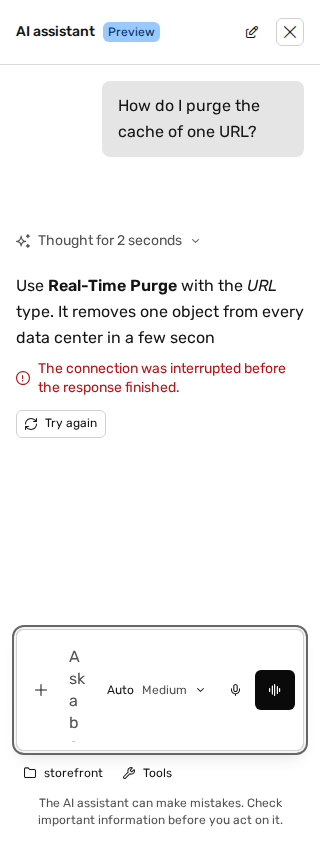 AI assistant Preview
How do I purge the
cache of one URL?
Thought for 2 seconds
Use Real-Time Purge with the URL
type. It removes one object from every
data center in a few secon
The connection was interrupted before
the response finished.
Try again
A
sk
a
b
Auto Medium
storefront Tools
The AI assistant can make mistakes. Check
important information before you act on it.